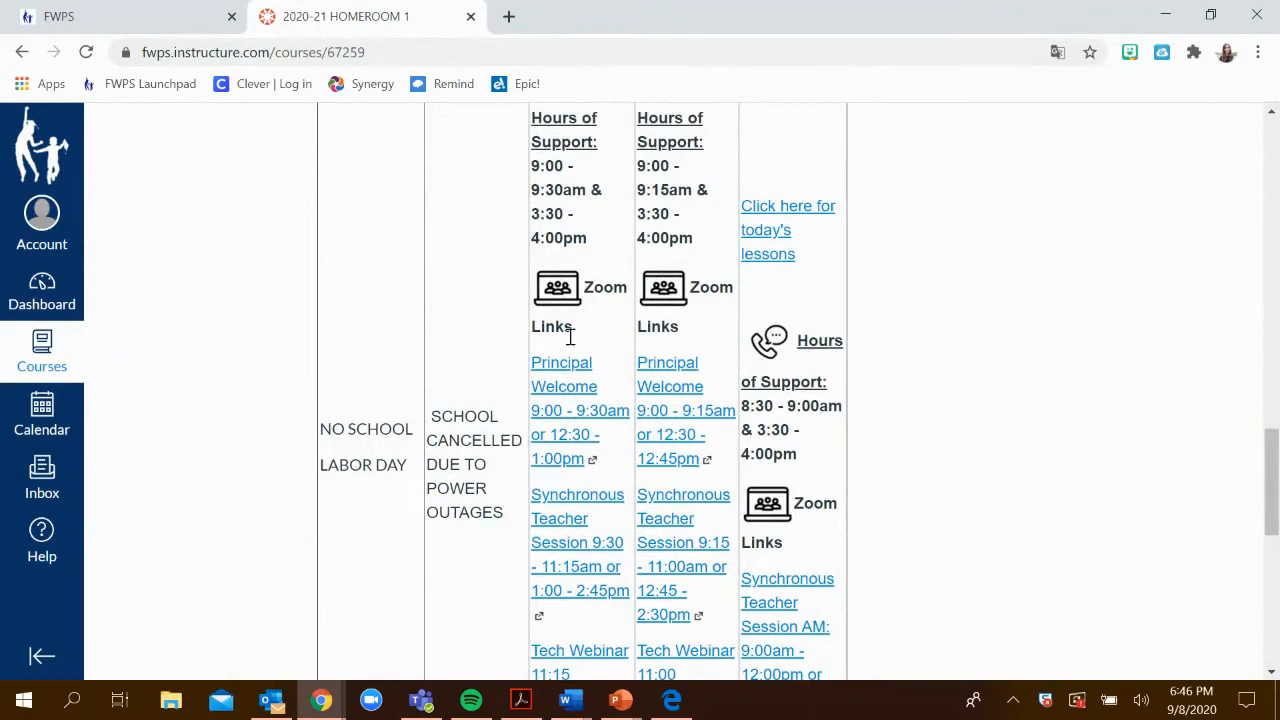 FWPS
2020-21 HOMEROOM 1
fwps.instructure.com/courses/67259
Apps
FWPS Launchpad
Clever | Log in
Synergy
Remind
Epic!
Account
Dashboard
Courses
Calendar
Inbox
Help
NO SCHOOL
LABOR DAY
SCHOOL
CANCELLED
DUE TO
POWER
OUTAGES
Hours of
Support:
9:00 -
9:30am &
3:30 -
4:00pm
Zoom
Links
Principal
Welcome
9:00 - 9:30am
or 12:30 -
1:00pm
Synchronous
Teacher
Session 9:30
- 11:15am or
1:00 - 2:45pm
Tech Webinar
11:15
Hours of
Support:
9:00 -
9:15am &
3:30 -
4:00pm
Zoom
Links
Principal
Welcome
9:00 - 9:15am
or 12:30 -
12:45pm
Synchronous
Teacher
Session 9:15
- 11:00am or
12:45 -
2:30pm
Tech Webinar
11:00
Click here for
today's
lessons
Hours
of Support:
8:30 - 9:00am
& 3:30 -
4:00pm
Zoom
Links
Synchronous
Teacher
Session AM:
9:00am -
12:00pm or
6:46 PM
9/8/2020